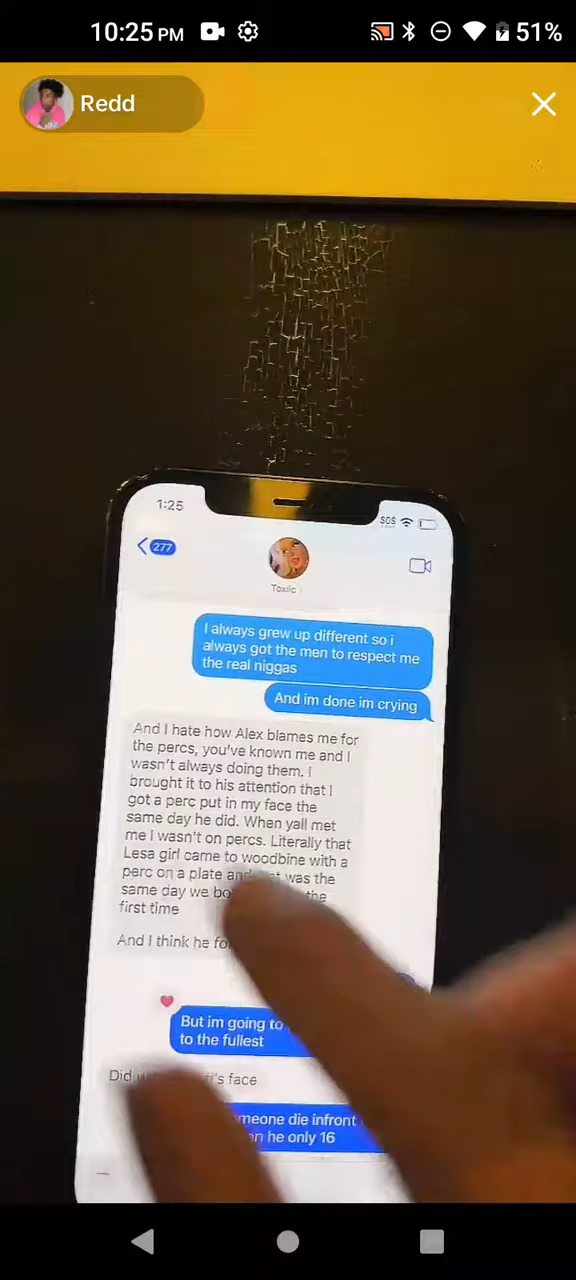 10:25 PM
51%
Redd
1:25
SOS
277
Toxiic
I always grew up different so i
always got the men to respect me
the real niggas
And im done im crying
And I hate how Alex blames me for
the percs, you've known me and I
wasn't always doing them. I
brought it to his attention that I
got a perc put in my face the
same day he did. When yall met
me I wasn't on percs. Literally that
Lesa girl came to woodbine with a
perc on a plate and was the
same day we the
first time
And I think he
But im going to
to the fullest
Did face
die infront
he only 16